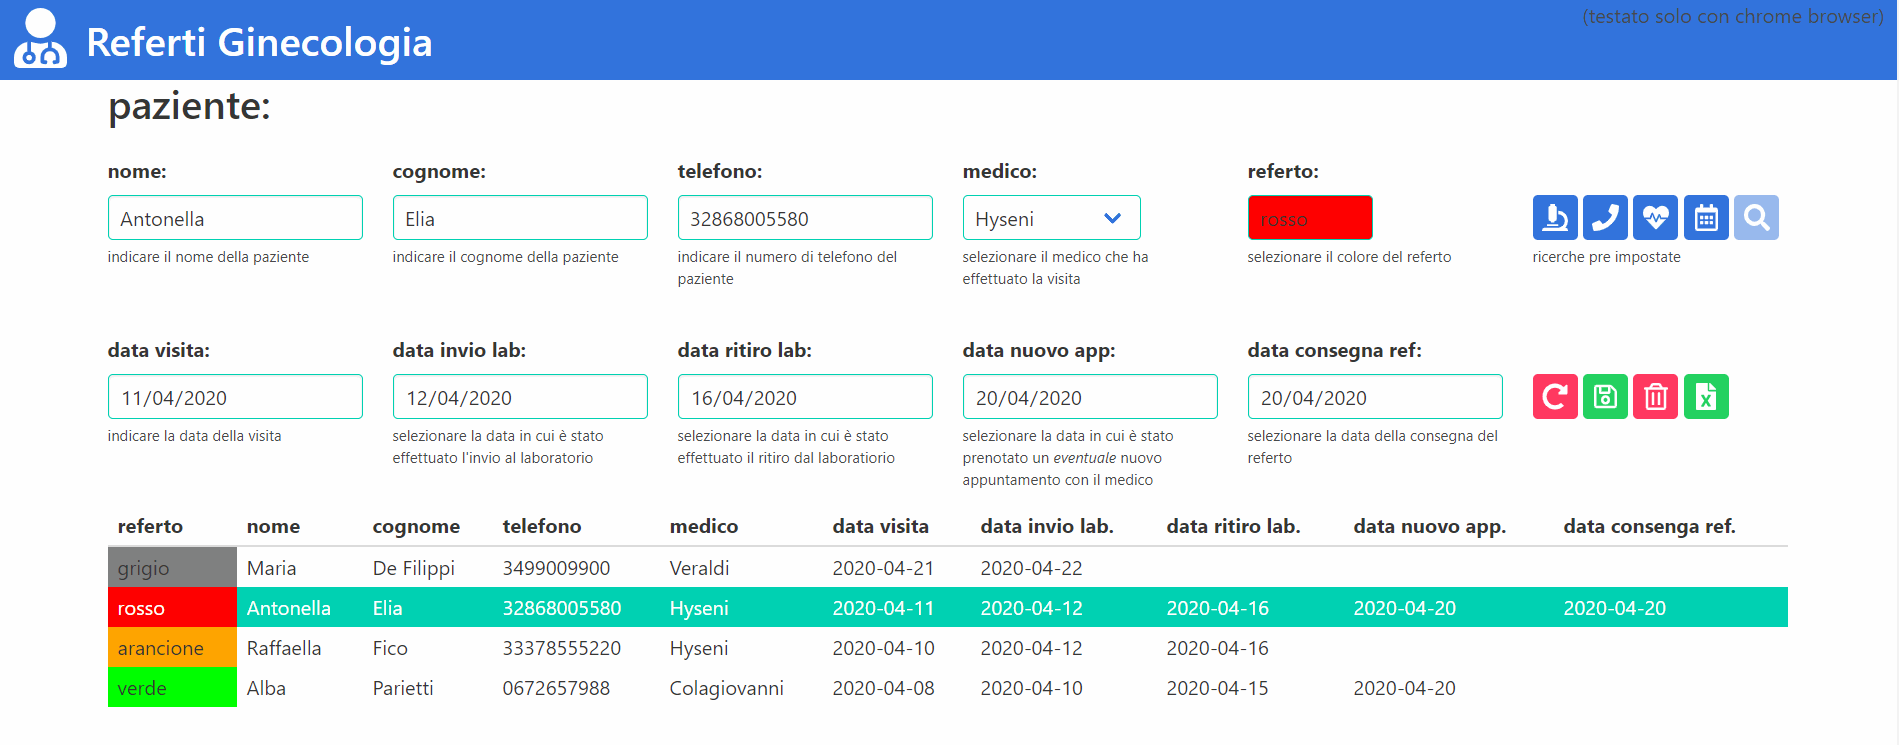 (testato solo con chrome browser)
Referti Ginecologia
paziente:
nome: cognome: telefono: medico: referto:
Antonella Elia 32868005580 Hyseni rosso
indicare il nome della paziente indicare il cognome della paziente indicare il numero di telefono del selezionare il medico che ha selezionare il colore del referto ricerche pre impostate
paziente effettuato la visita
data visita: data invio lab: data ritiro lab: data nuovo app: data consegna ref:
11/04/2020 12/04/2020 16/04/2020 20/04/2020 20/04/2020
indicare la data della visita selezionare la data in cui è stato selezionare la data in cui è stato selezionare la data in cui è stato selezionare la data della consegna del
effettuato l'invio al laboratorio effettuato il ritiro dal laboratiorio prenotato un eventuale nuovo referto
appuntamento con il medico
referto nome cognome telefono medico data visita data invio lab. data ritiro lab. data nuovo app. data consenga ref.
grigio Maria De Filippi 3499009900 Veraldi 2020-04-21 2020-04-22
rosso Antonella Elia 32868005580 Hyseni 2020-04-11 2020-04-12 2020-04-16 2020-04-20 2020-04-20
arancione Raffaella Fico 33378555220 Hyseni 2020-04-10 2020-04-12 2020-04-16
verde Alba Parietti 0672657988 Colagiovanni 2020-04-08 2020-04-10 2020-04-15 2020-04-20